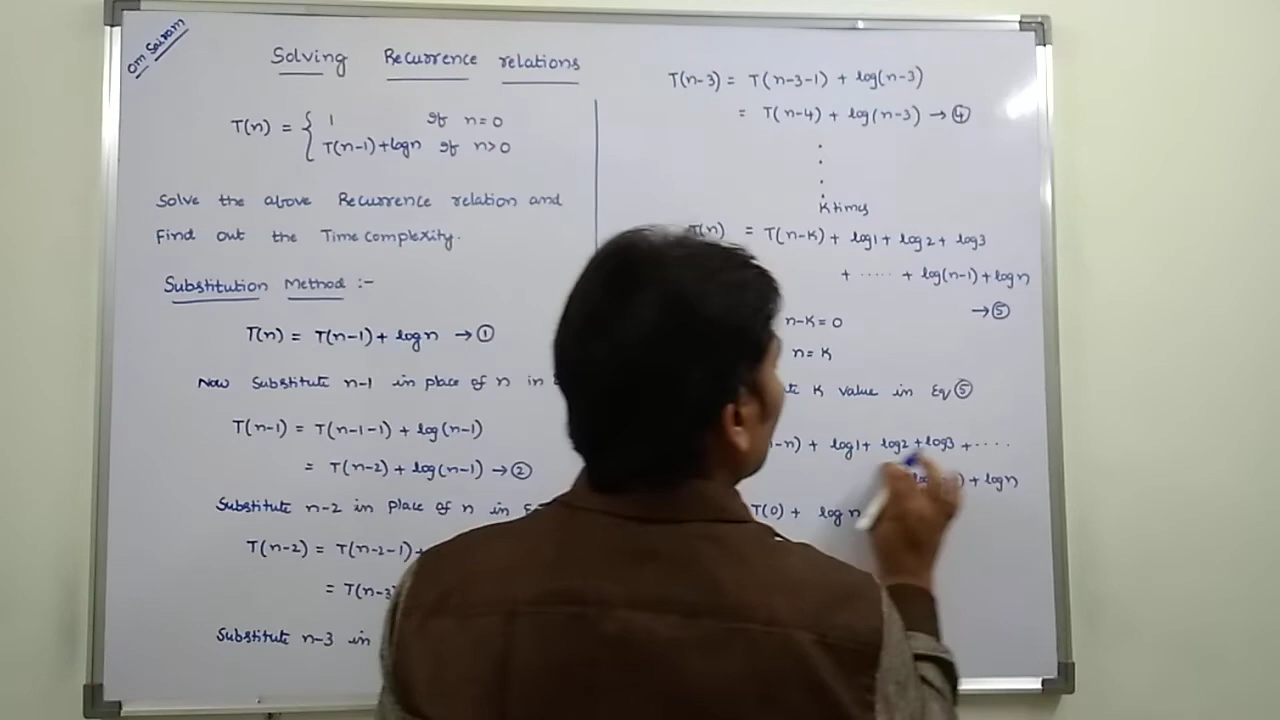 Om Sairam
Solving Recurrence relations
T(n) = { 1 if n=0
T(n-1)+logn if n>0
Solve the above Recurrence relation and
Find out the Time complexity.
Substitution Method :-
T(n) = T(n-1) + logn → ①
Now Substitute n-1 in place of n in
T(n-1) = T(n-1-1) + log(n-1)
= T(n-2) + log(n-1) → ②
Substitute n-2 in place of n in
T(n-2) = T(n-2-1)+
= T(n-3)
Substitute n-3 in
T(n-3) = T(n-3-1) + log(n-3)
= T(n-4) + log(n-3) → ④
K times
T(n) = T(n-K) + log1 + log2 + log3
+ ..... + log(n-1) + logn
→ ⑤
n-K = 0
n = K
K value in Eq ⑤
-n) + log1 + log2 + log3 + ....
) + logn
T(0) + log n